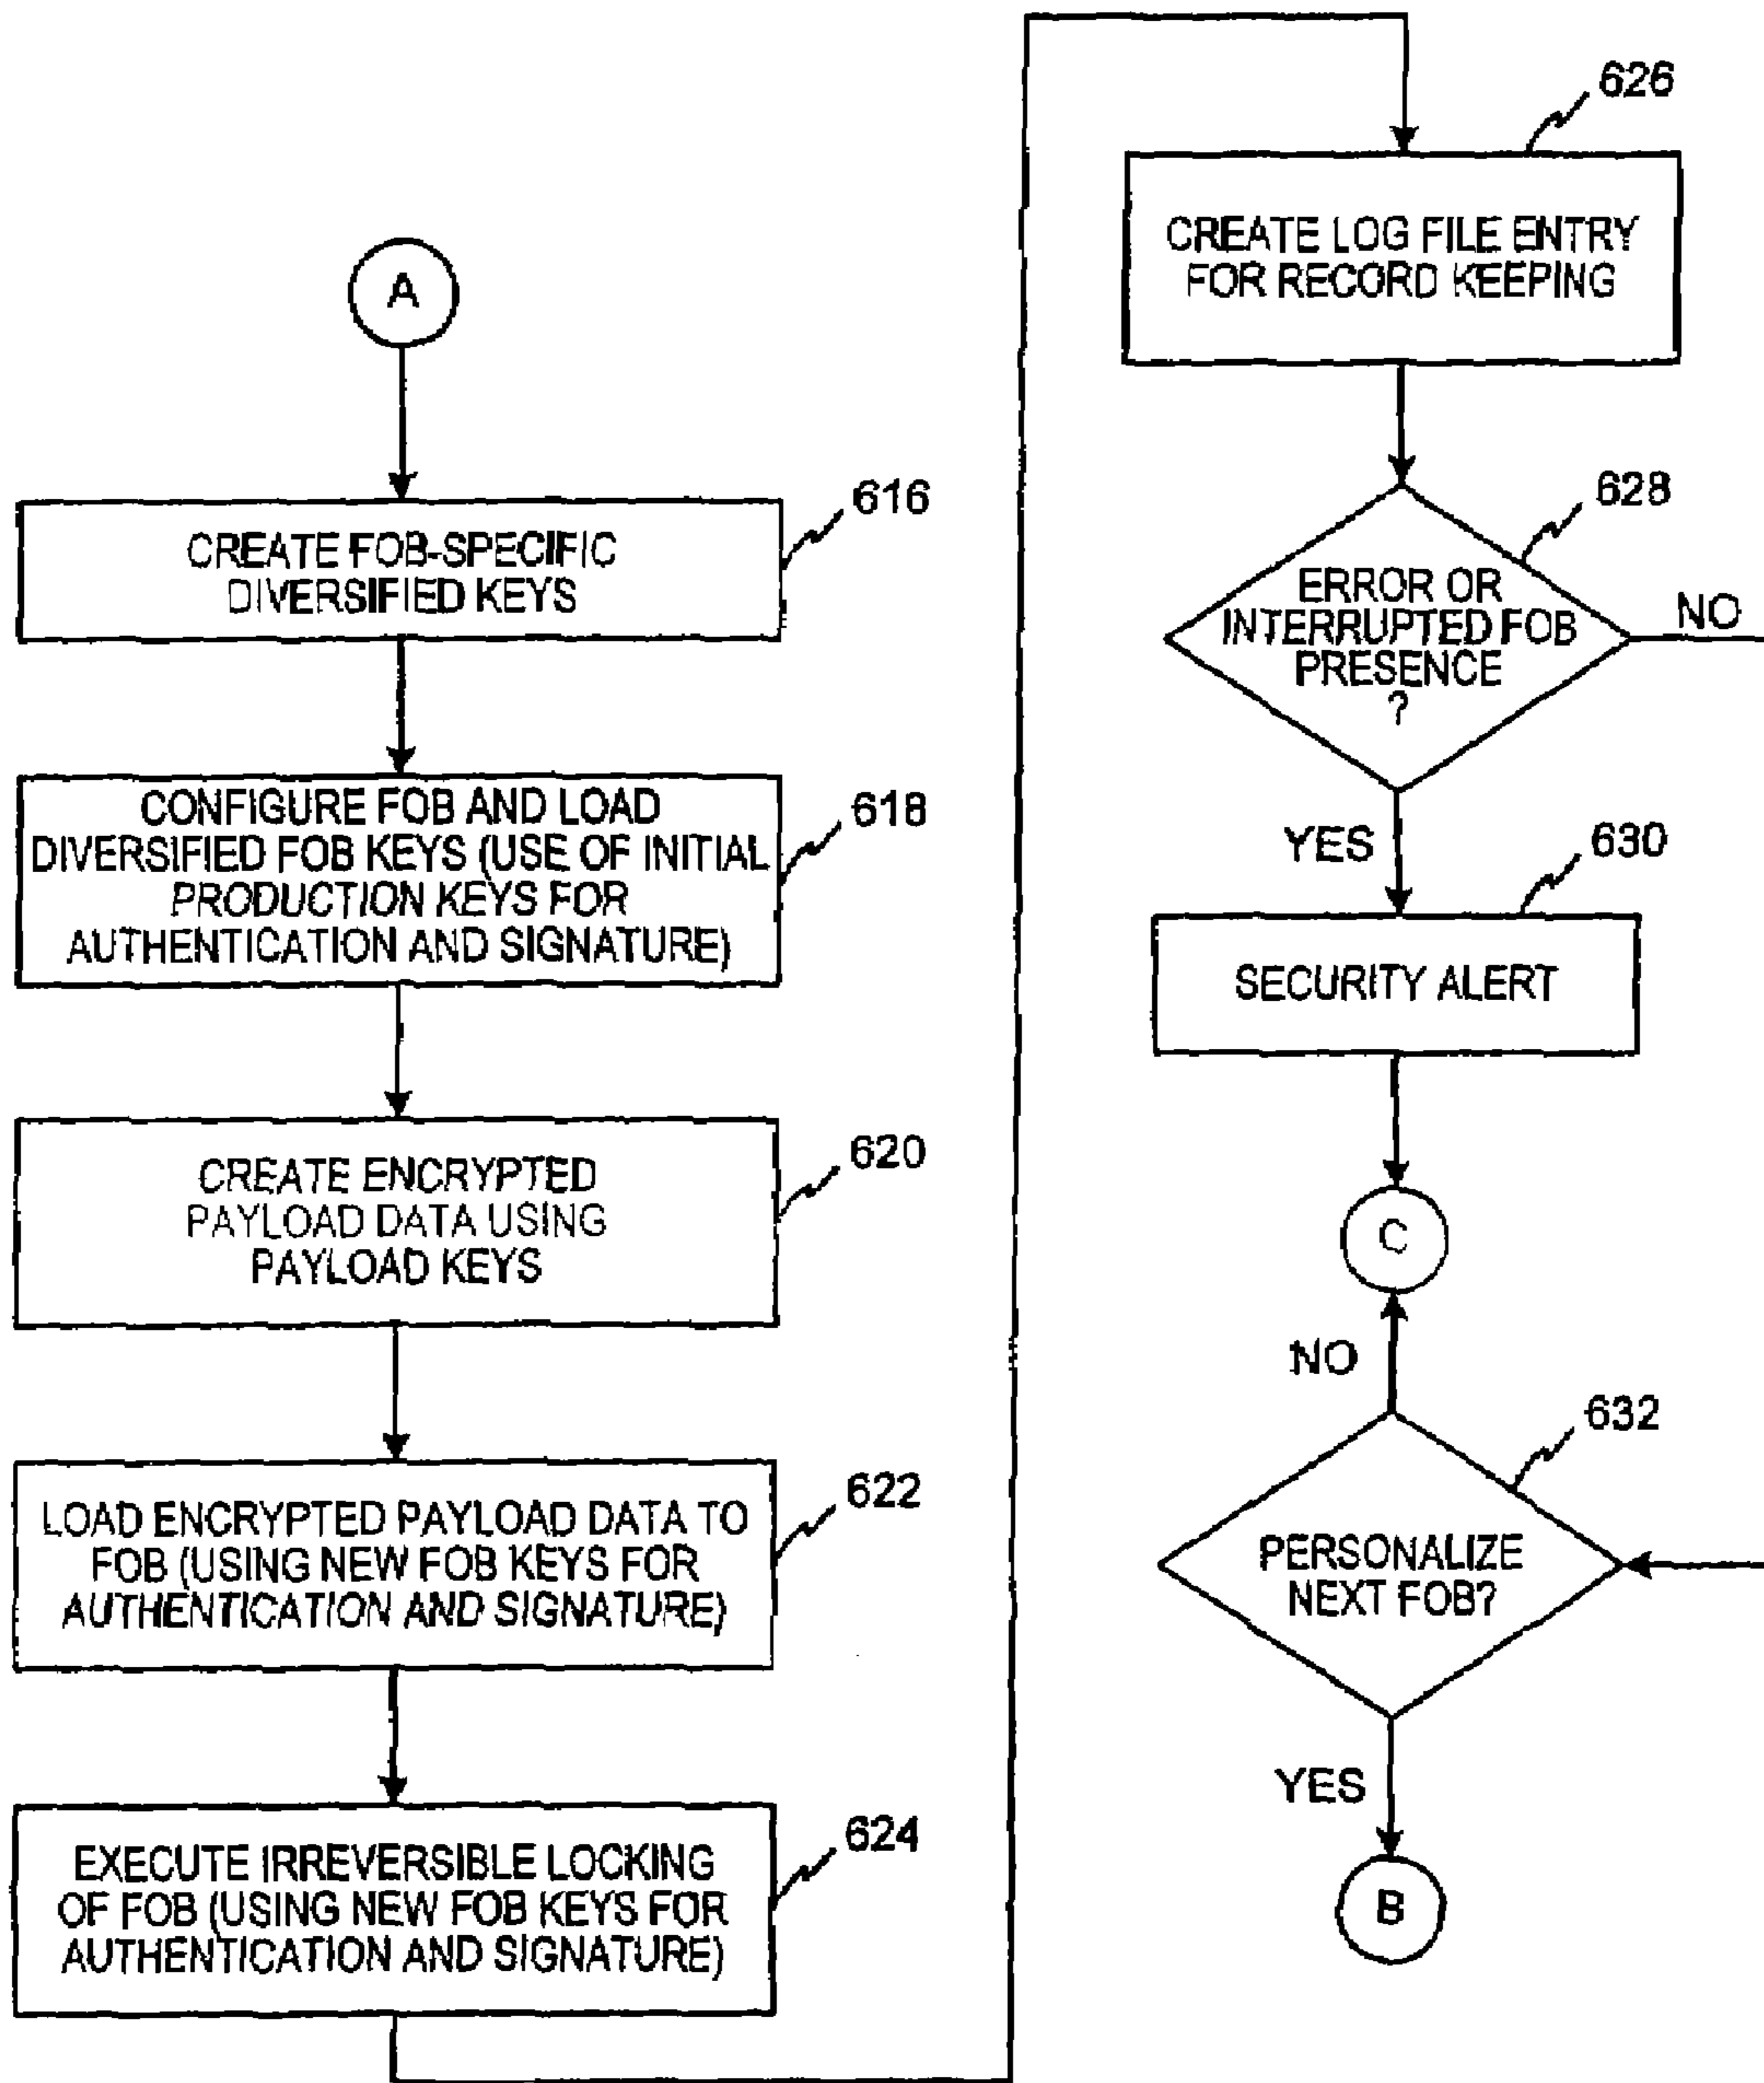 A
616
CREATE FOB-SPECIFIC
DIVERSIFIED KEYS
618
CONFIGURE FOB AND LOAD
DIVERSIFIED FOB KEYS (USE OF INITIAL
PRODUCTION KEYS FOR
AUTHENTICATION AND SIGNATURE)
620
CREATE ENCRYPTED
PAYLOAD DATA USING
PAYLOAD KEYS
622
LOAD ENCRYPTED PAYLOAD DATA TO
FOB (USING NEW FOB KEYS FOR
AUTHENTICATION AND SIGNATURE)
624
EXECUTE IRREVERSIBLE LOCKING
OF FOB (USING NEW FOB KEYS FOR
AUTHENTICATION AND SIGNATURE)
626
CREATE LOG FILE ENTRY
FOR RECORD KEEPING
628
ERROR OR
INTERRUPTED FOB
PRESENCE
?
NO
YES
630
SECURITY ALERT
C
NO
632
PERSONALIZE
NEXT FOB?
YES
B